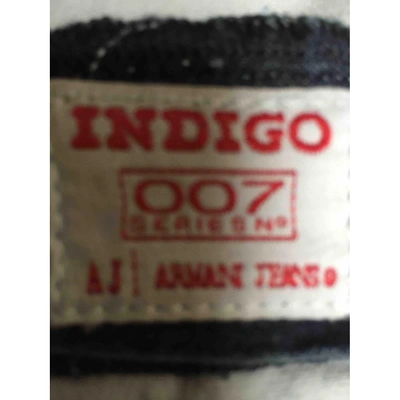 INDIGO
007
SERIES Nº
AJ | ARMANI JEANS